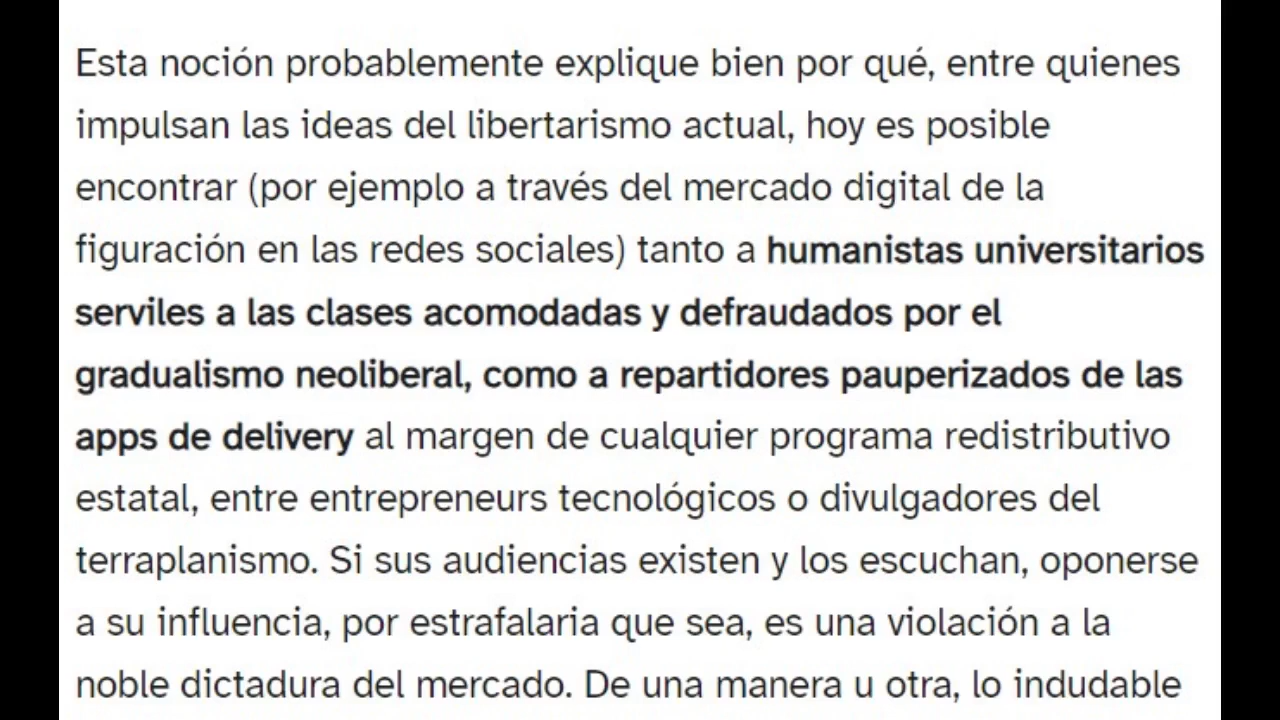 Esta noción probablemente explique bien por qué, entre quienes
impulsan las ideas del libertarismo actual, hoy es posible
encontrar (por ejemplo a través del mercado digital de la
figuración en las redes sociales) tanto a humanistas universitarios
serviles a las clases acomodadas y defraudados por el
gradualismo neoliberal, como a repartidores pauperizados de las
apps de delivery al margen de cualquier programa redistributivo
estatal, entre entrepreneurs tecnológicos o divulgadores del
terraplanismo. Si sus audiencias existen y los escuchan, oponerse
a su influencia, por estrafalaria que sea, es una violación a la
noble dictadura del mercado. De una manera u otra, lo indudable